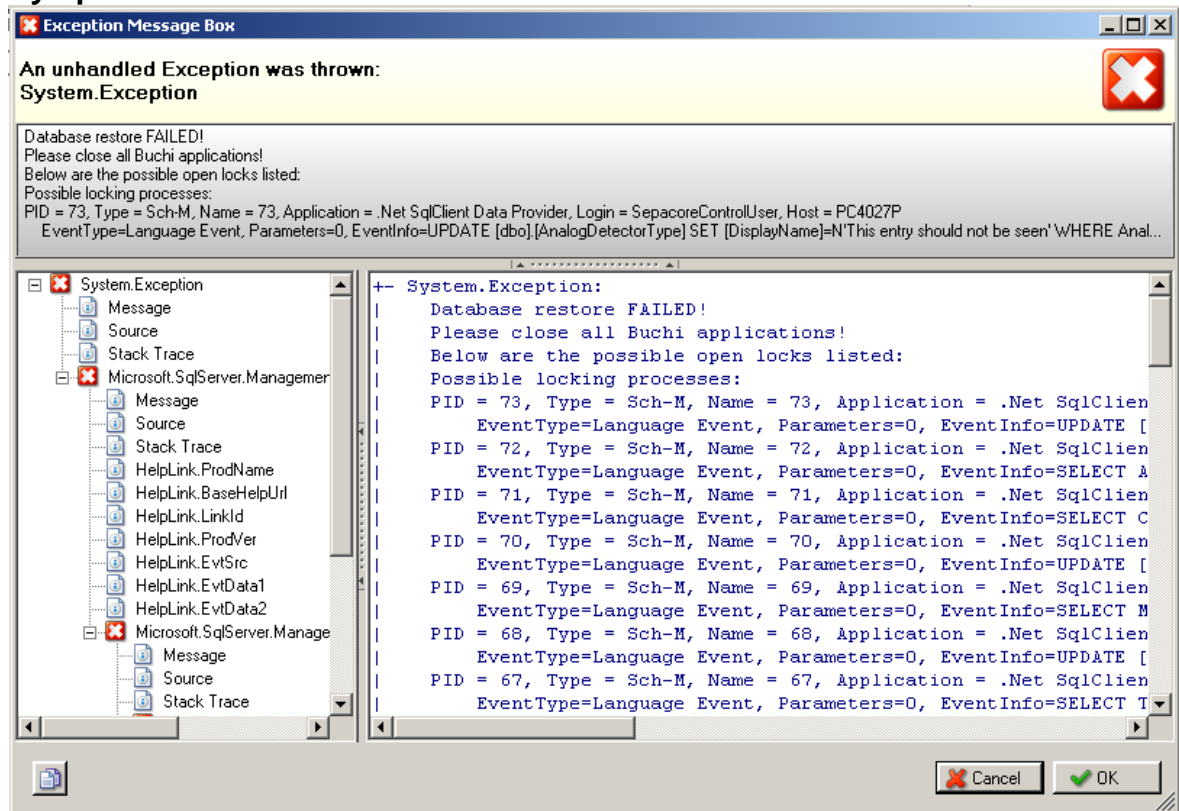 Exception Message Box
An unhandled Exception was thrown:
System.Exception
Database restore FAILED!
Please close all Buchi applications!
Below are the possible open locks listed:
Possible locking processes:
PID = 73, Type = Sch-M, Name = 73, Application = .Net SqlClient Data Provider, Login = SepacoreControlUser, Host = PC4027P
EventType=Language Event, Parameters=0, EventInfo=UPDATE [dbo].[AnalogDetectorType] SET [DisplayName]=N'This entry should not be seen' WHERE Anal...
System.Exception
Message
Source
Stack Trace
Microsoft.SqlServer.Managemer
Message
Source
Stack Trace
HelpLink.ProdName
HelpLink.BaseHelpUrl
HelpLink.LinkId
HelpLink.ProdVer
HelpLink.EvtSrc
HelpLink.EvtData1
HelpLink.EvtData2
Microsoft.SqlServer.Manage
Message
Source
Stack Trace
+- System.Exception:
| Database restore FAILED!
| Please close all Buchi applications!
| Below are the possible open locks listed:
| Possible locking processes:
| PID = 73, Type = Sch-M, Name = 73, Application = .Net SqlClien
| EventType=Language Event, Parameters=0, EventInfo=UPDATE [
| PID = 72, Type = Sch-M, Name = 72, Application = .Net SqlClien
| EventType=Language Event, Parameters=0, EventInfo=SELECT A
| PID = 71, Type = Sch-M, Name = 71, Application = .Net SqlClien
| EventType=Language Event, Parameters=0, EventInfo=SELECT C
| PID = 70, Type = Sch-M, Name = 70, Application = .Net SqlClien
| EventType=Language Event, Parameters=0, EventInfo=UPDATE [
| PID = 69, Type = Sch-M, Name = 69, Application = .Net SqlClien
| EventType=Language Event, Parameters=0, EventInfo=SELECT M
| PID = 68, Type = Sch-M, Name = 68, Application = .Net SqlClien
| EventType=Language Event, Parameters=0, EventInfo=UPDATE [
| PID = 67, Type = Sch-M, Name = 67, Application = .Net SqlClien
| EventType=Language Event, Parameters=0, EventInfo=SELECT T
Cancel
OK